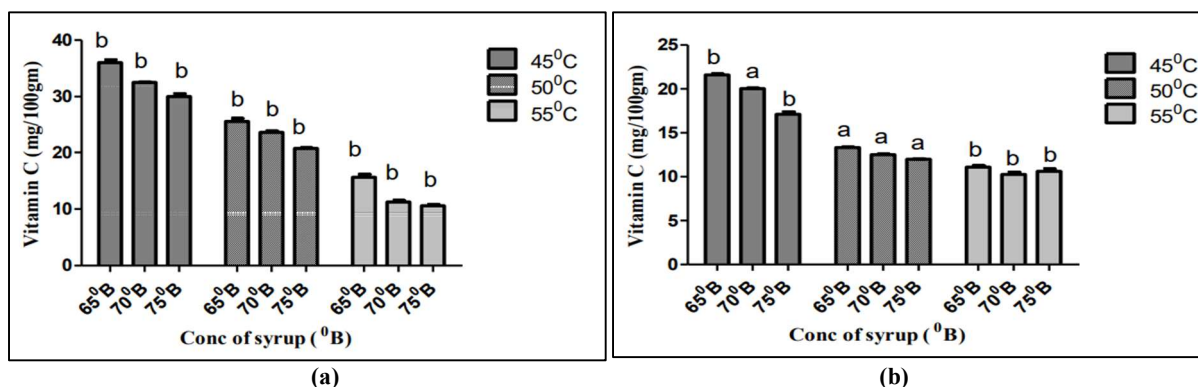 Vitamin C (mg/100gm)
40
30
20
10
0
b b b
b b b
b b b
65⁰B 70⁰B 75⁰B 65⁰B 70⁰B 75⁰B 65⁰B 70⁰B 75⁰B
Conc of syrup (⁰B)
45⁰C
50⁰C
55⁰C
(a)
Vitamin C (mg/100gm)
25
20
15
10
5
0
b a b
a a a
b b b
65⁰B 70⁰B 75⁰B 65⁰B 70⁰B 75⁰B 65⁰B 70⁰B 75⁰B
Conc of syrup (⁰B)
45⁰C
50⁰C
55⁰C
(b)